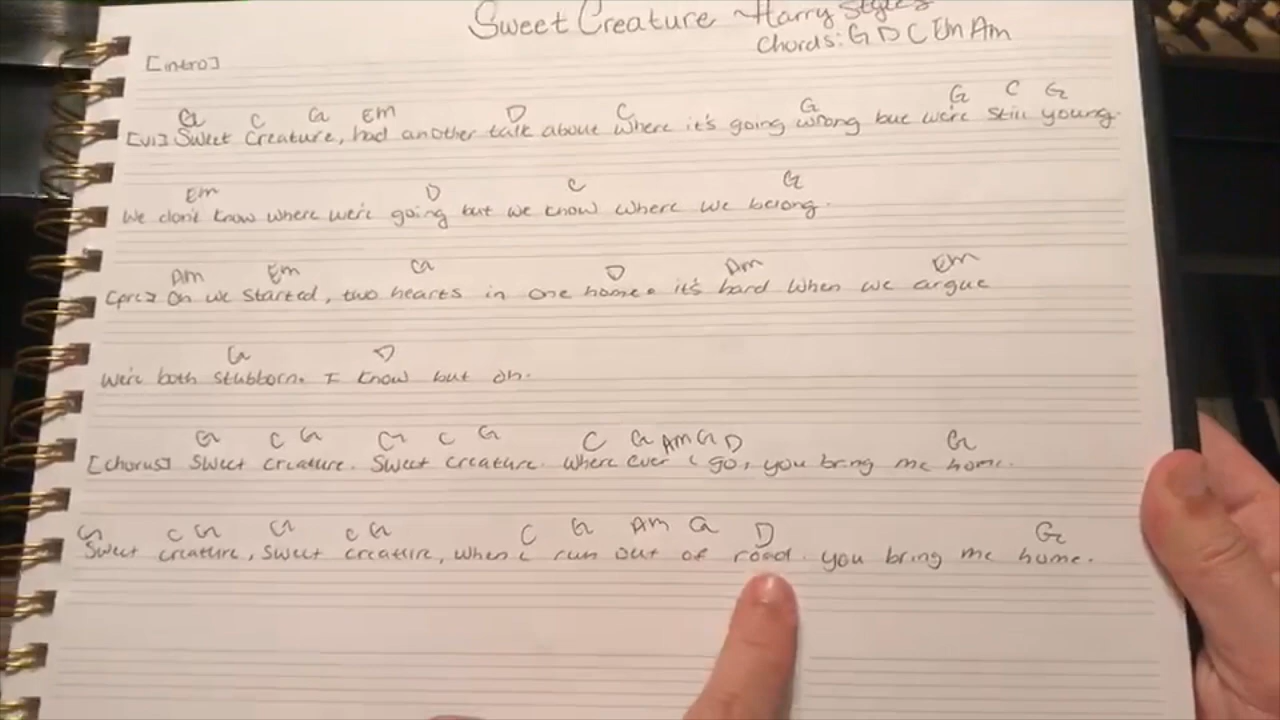 Sweet Creature ~ Harry Styles
Chords: G D C Em Am
[intro]
G C G Em D C G G C G
[v1] Sweet Creature, had another talk about where it's going wrong but we're still young.
Em D C G
We don't know where we're going but we know where we belong.
Am Em G D Am Em
[pre] Oh we started, two hearts in one home. it's hard when we argue
G D
We're both stubborn. I know but oh.
G C G G C G C G Am G D G
[chorus] Sweet creature. Sweet creature. Where ever i go, you bring me home.
G C G G C G C G Am G D G
Sweet creature, sweet creature, when i run out of road. you bring me home.